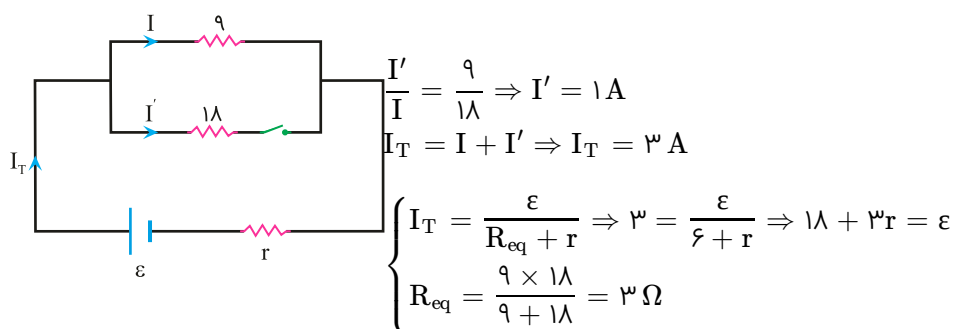 I ۹
I' ۱۸
I_T
ε r
I'/I = ۹/۱۸ ⇒ I' = ۱ A
I_T = I + I' ⇒ I_T = ۳ A
I_T = ε/(R_eq + r) ⇒ ۳ = ε/(۶ + r) ⇒ ۱۸ + ۳r = ε
R_eq = (۹ × ۱۸)/(۹ + ۱۸) = ۳ Ω